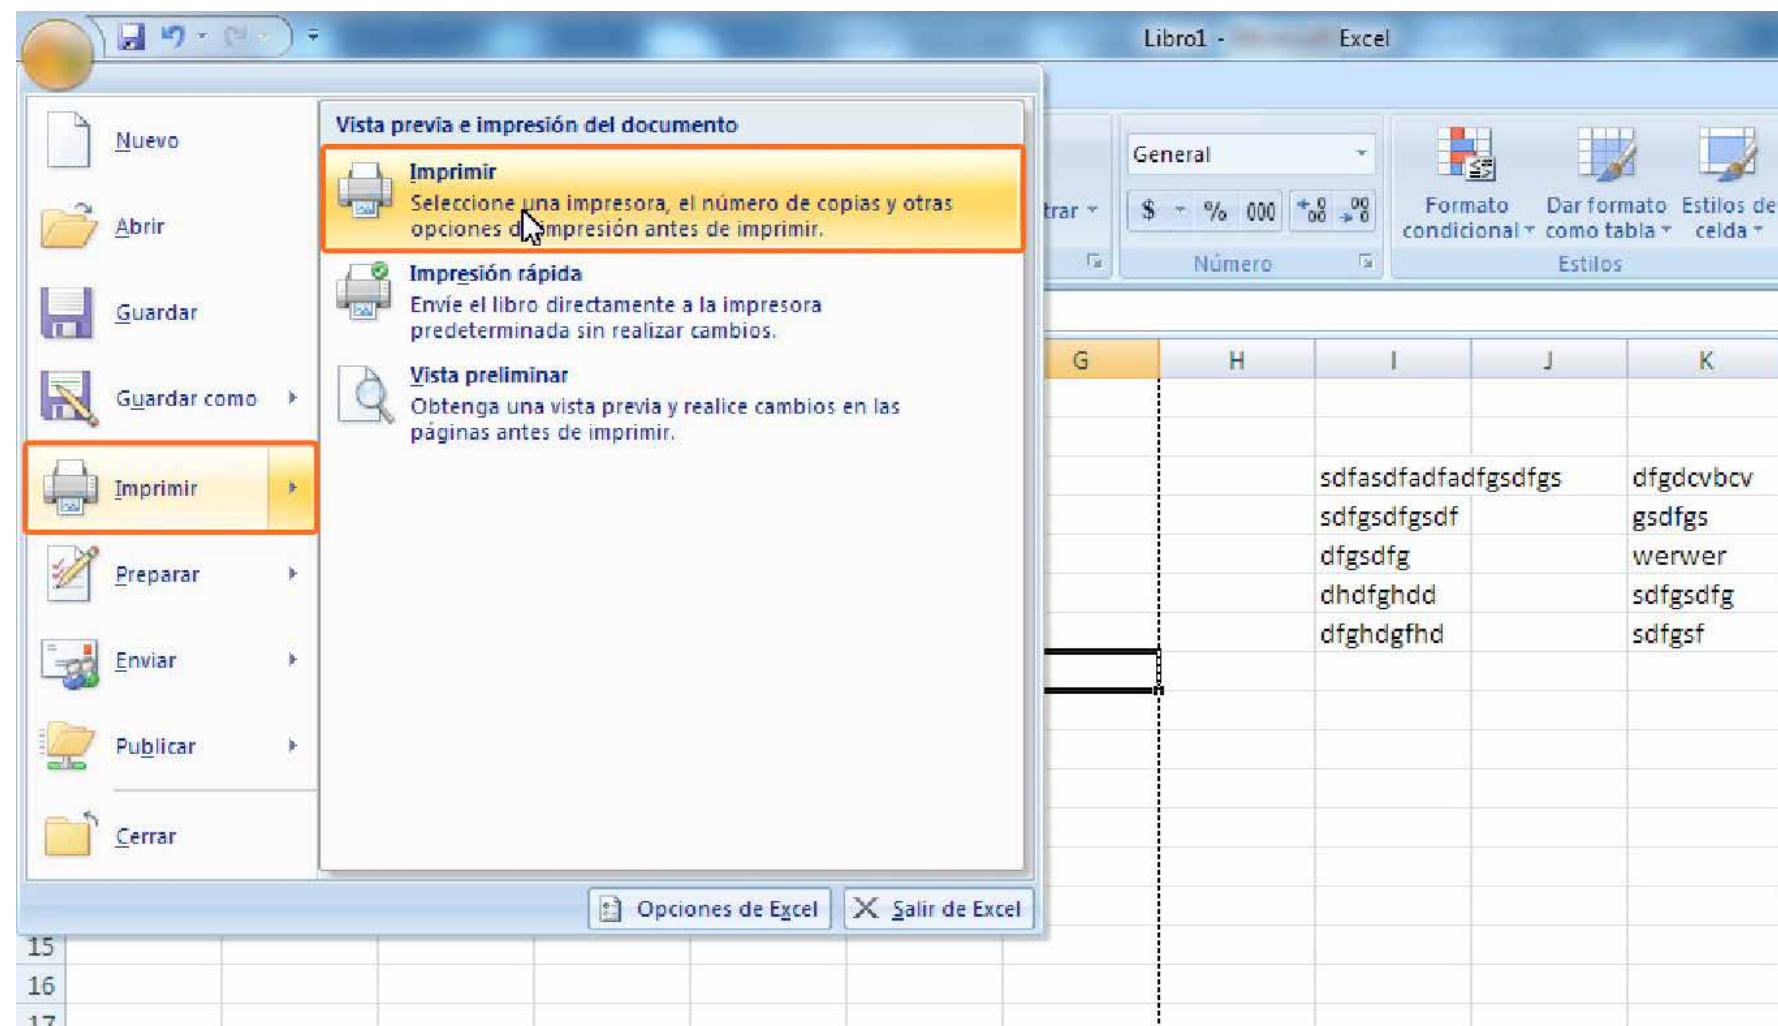 Libro1 - Excel
Nuevo
Abrir
Guardar
Guardar como
Imprimir
Preparar
Enviar
Publicar
Cerrar
Vista previa e impresión del documento
Imprimir
Seleccione una impresora, el número de copias y otras
opciones de impresión antes de imprimir.
Impresión rápida
Envíe el libro directamente a la impresora
predeterminada sin realizar cambios.
Vista preliminar
Obtenga una vista previa y realice cambios en las
páginas antes de imprimir.
Opciones de Excel
Salir de Excel
trar
General
$ % 000
Número
Formato
condicional
Dar formato
como tabla
Estilos de
celda
Estilos
G H I J K
sdfasdfadfadfgsdfgs dfgdcvbcv
sdfgsdfgsdf gsdfgs
dfgsdfg werwer
dhdfghdd sdfgsdfg
dfghdgfhd sdfgsf
15
16
17